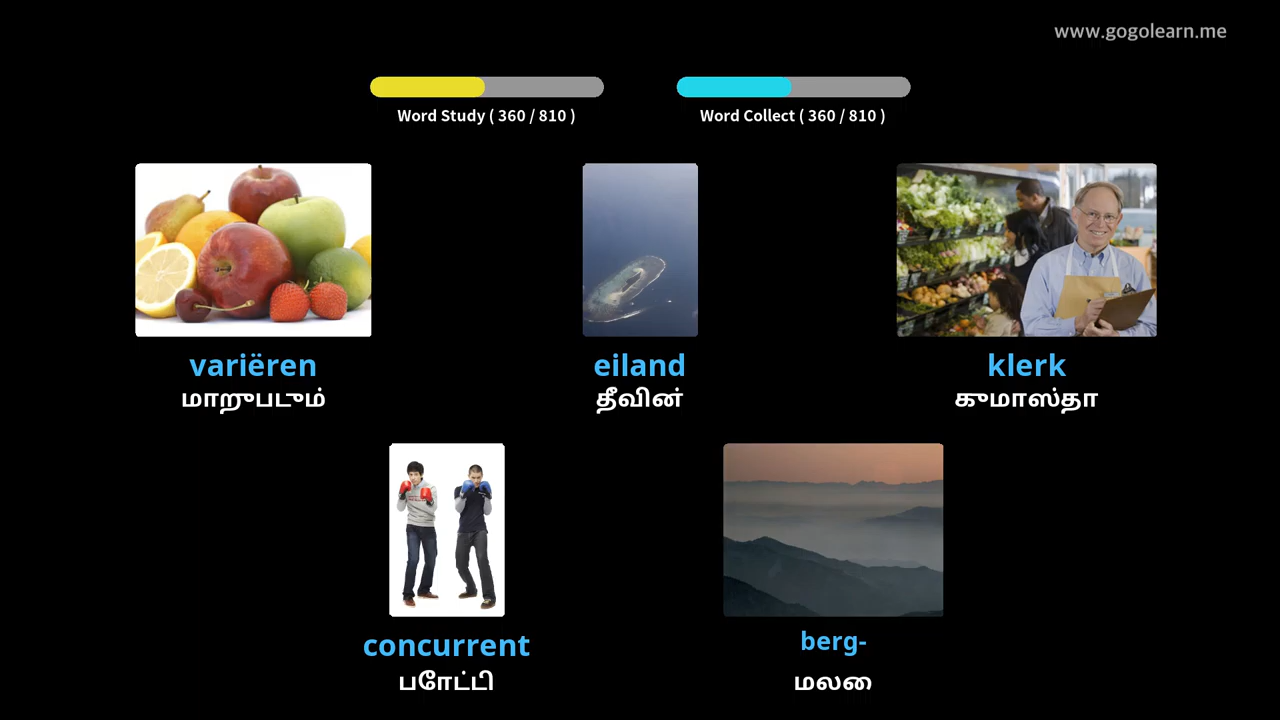 www.gogolearn.me
Word Study ( 360 / 810 )
Word Collect ( 360 / 810 )
variëren
மாறுபடும்
eiland
தீவின்
klerk
குமாஸ்தா
concurrent
போட்டி
berg-
மலை